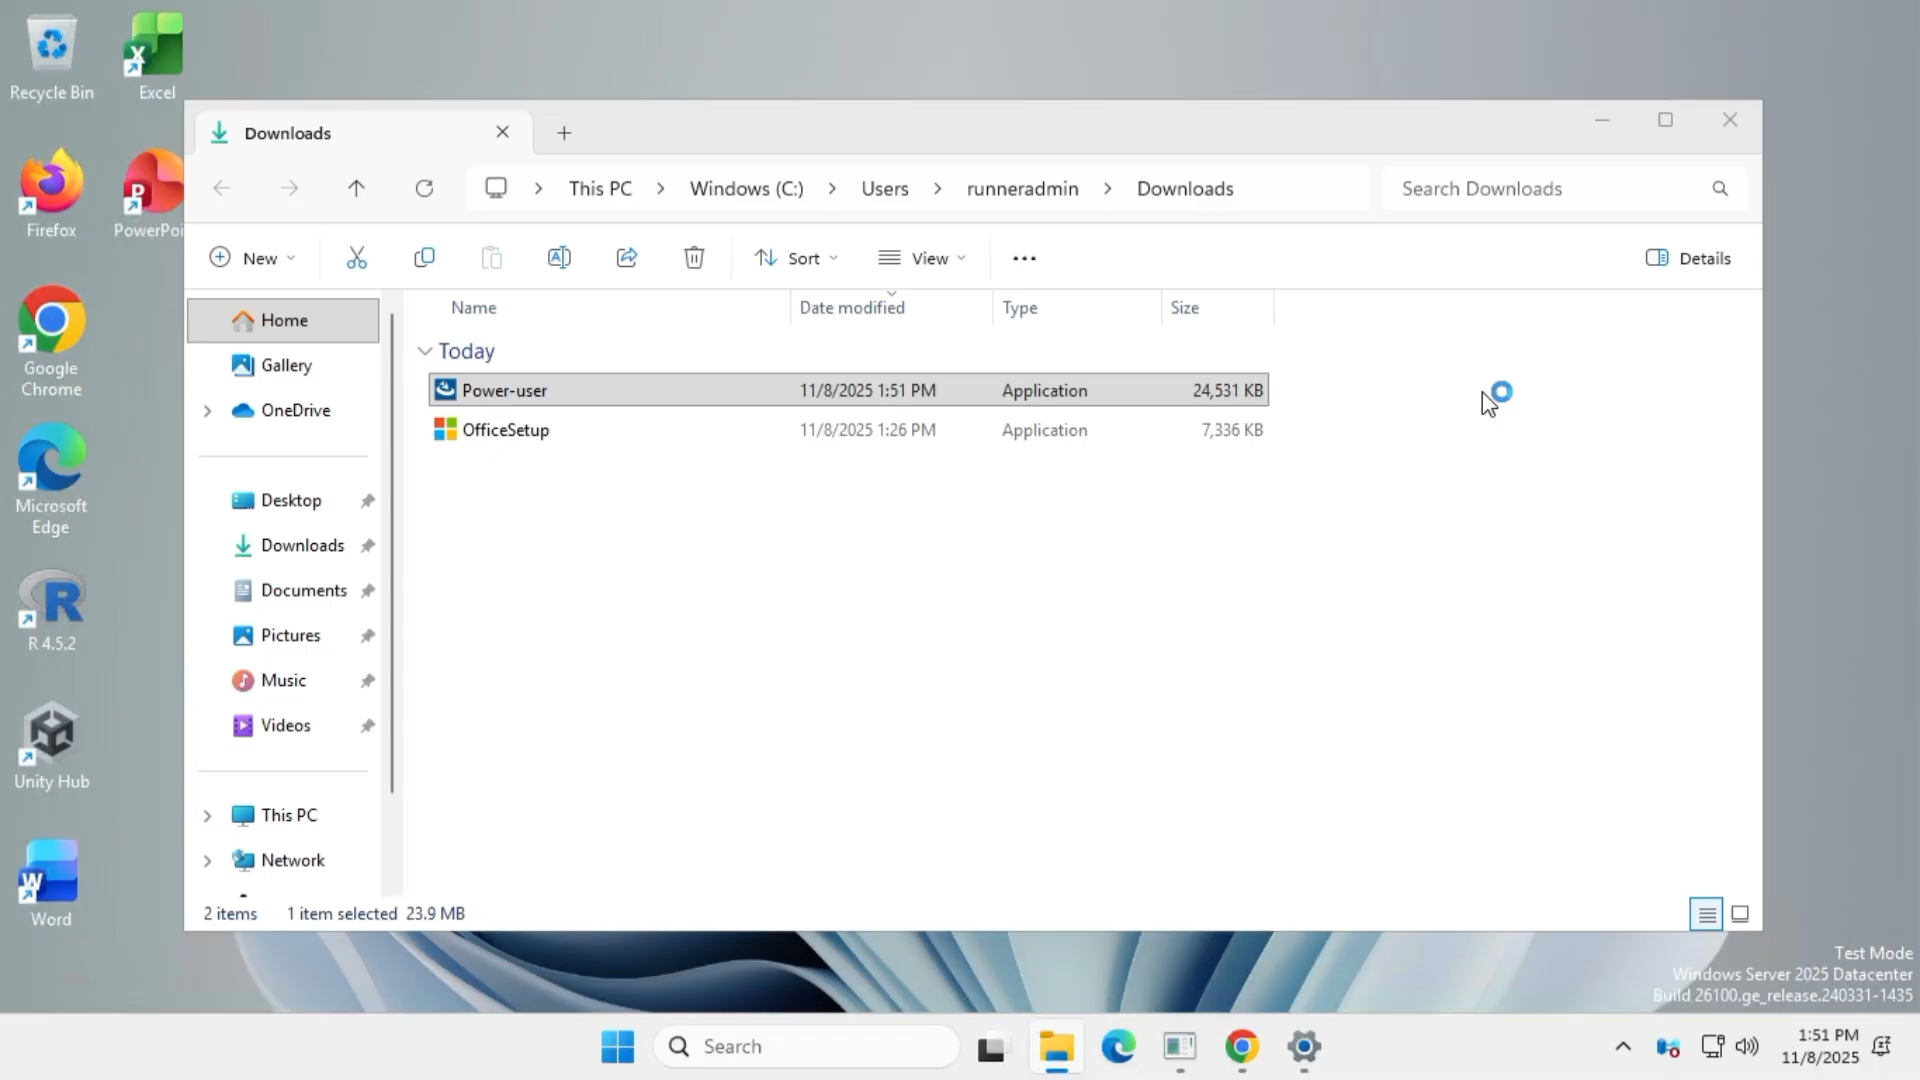 Recycle Bin
Excel
Firefox
PowerPoi
Google
Chrome
Microsoft
Edge
R 4.5.2
Unity Hub
Word
Downloads
This PC
Windows (C:)
Users
runneradmin
Downloads
Search Downloads
New
Sort
View
Details
Home
Gallery
OneDrive
Desktop
Downloads
Documents
Pictures
Music
Videos
This PC
Network
Name Date modified Type Size
Today
Power-user 11/8/2025 1:51 PM Application 24,531 KB
OfficeSetup 11/8/2025 1:26 PM Application 7,336 KB
2 items 1 item selected 23.9 MB
Test Mode
Windows Server 2025 Datacenter
Build 26100.ge_release.240331-1435
Search
1:51 PM
11/8/2025